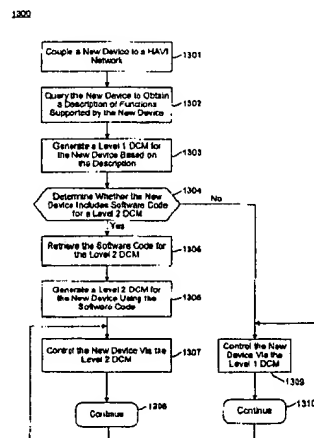 1300
Couple a New Device to a HAVI
Network
1301
Query the New Device to Obtain
a Description of Functions
Supported by the New Device
1302
Generate a Level 1 DCM for
the New Device Based on
the Description
1303
Determine Whether the New
Device Includes Software Code
for a Level 2 DCM
1304
No
Yes
Retrieve the Software Code for
the Level 2 DCM
Generate a Level 2 DCM for
the New Device Using the
Software Code
Control the New Device Via the
Level 2 DCM
1307
Control the New
Device Via the
Level 1 DCM
1309
Continue
Continue
1310